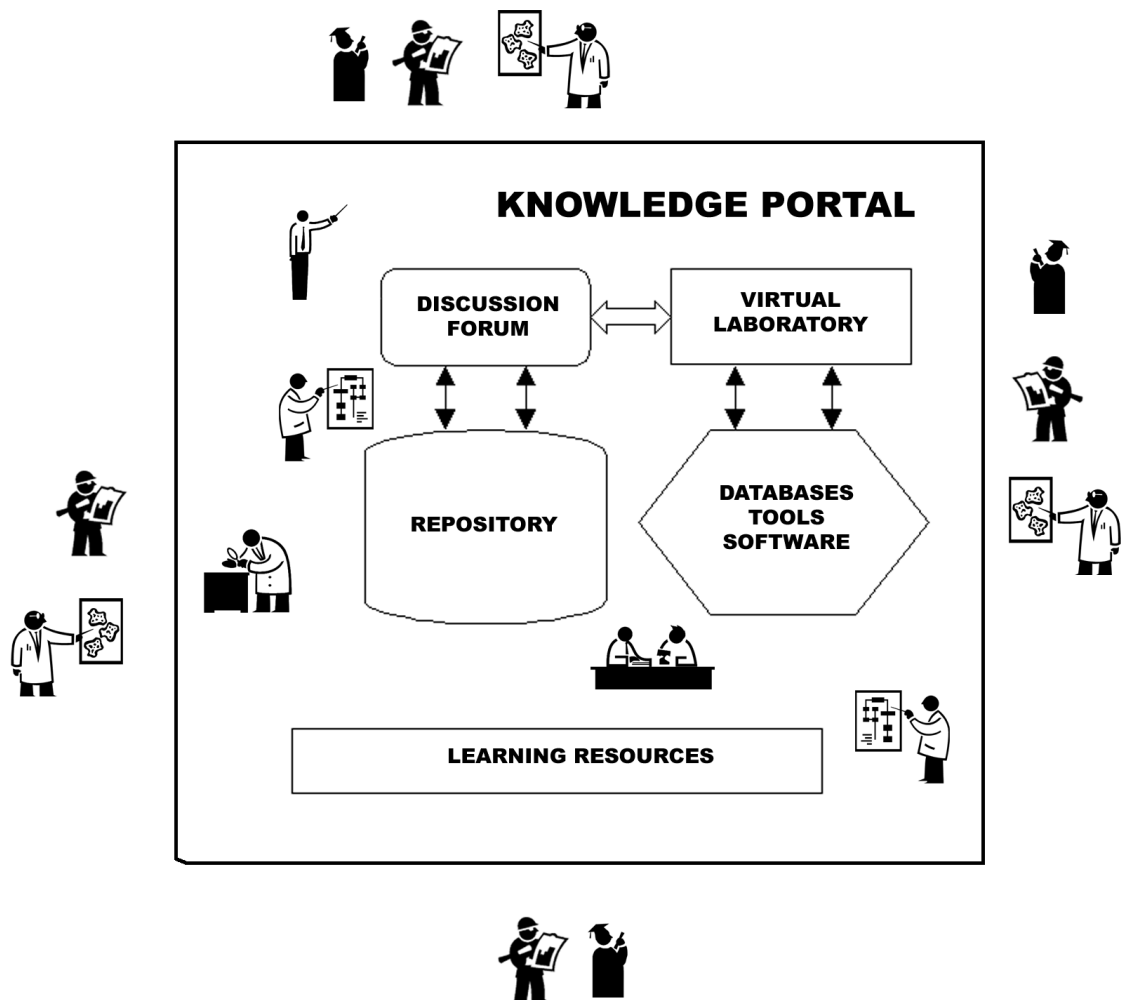 KNOWLEDGE PORTAL
DISCUSSION
FORUM
VIRTUAL
LABORATORY
REPOSITORY
DATABASES
TOOLS
SOFTWARE
LEARNING RESOURCES